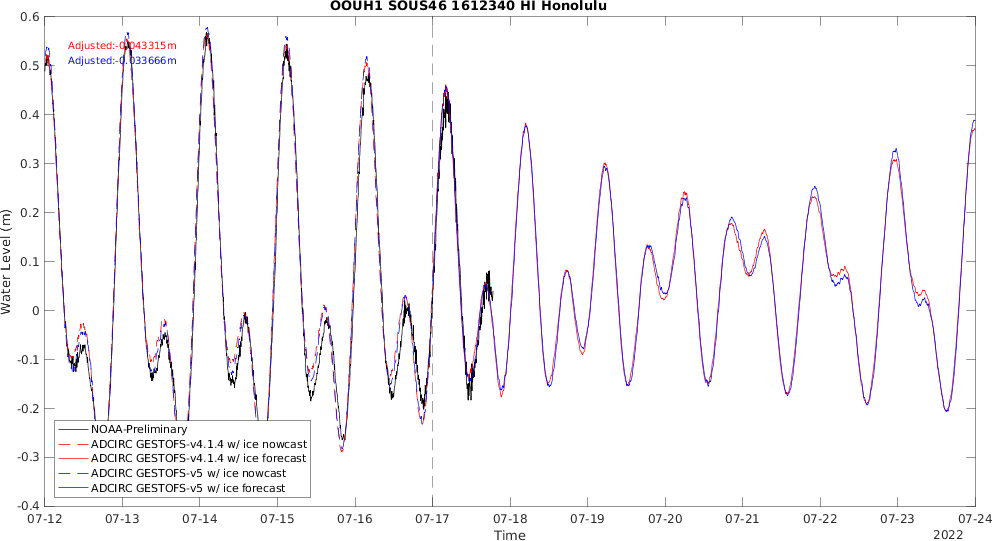 OOUH1 SOUS46 1612340 HI Honolulu
0.6
0.5
0.4
0.3
0.2
0.1
0
-0.1
-0.2
-0.3
-0.4
Water Level (m)
Adjusted:-0.043315m
Adjusted:-0.033666m
NOAA-Preliminary
ADCIRC GESTOFS-v4.1.4 w/ ice nowcast
ADCIRC GESTOFS-v4.1.4 w/ ice forecast
ADCIRC GESTOFS-v5 w/ ice nowcast
ADCIRC GESTOFS-v5 w/ ice forecast
07-12 07-13 07-14 07-15 07-16 07-17 07-18 07-19 07-20 07-21 07-22 07-23 07-24
Time
2022